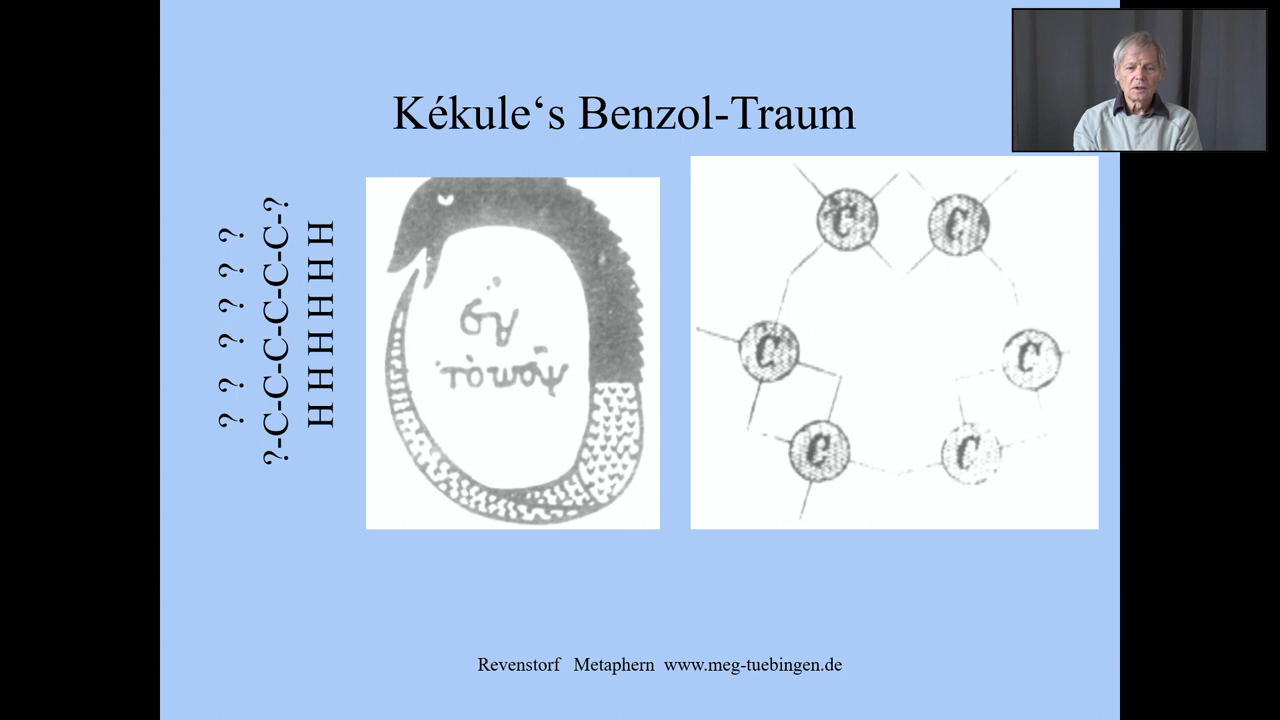 Kékule‘s Benzol-Traum
? ? ? ? ? ?
?-C-C-C-C-C-C-?
H H H H H H
C
C
C
C
C
C
Revenstorf Metaphern www.meg-tuebingen.de